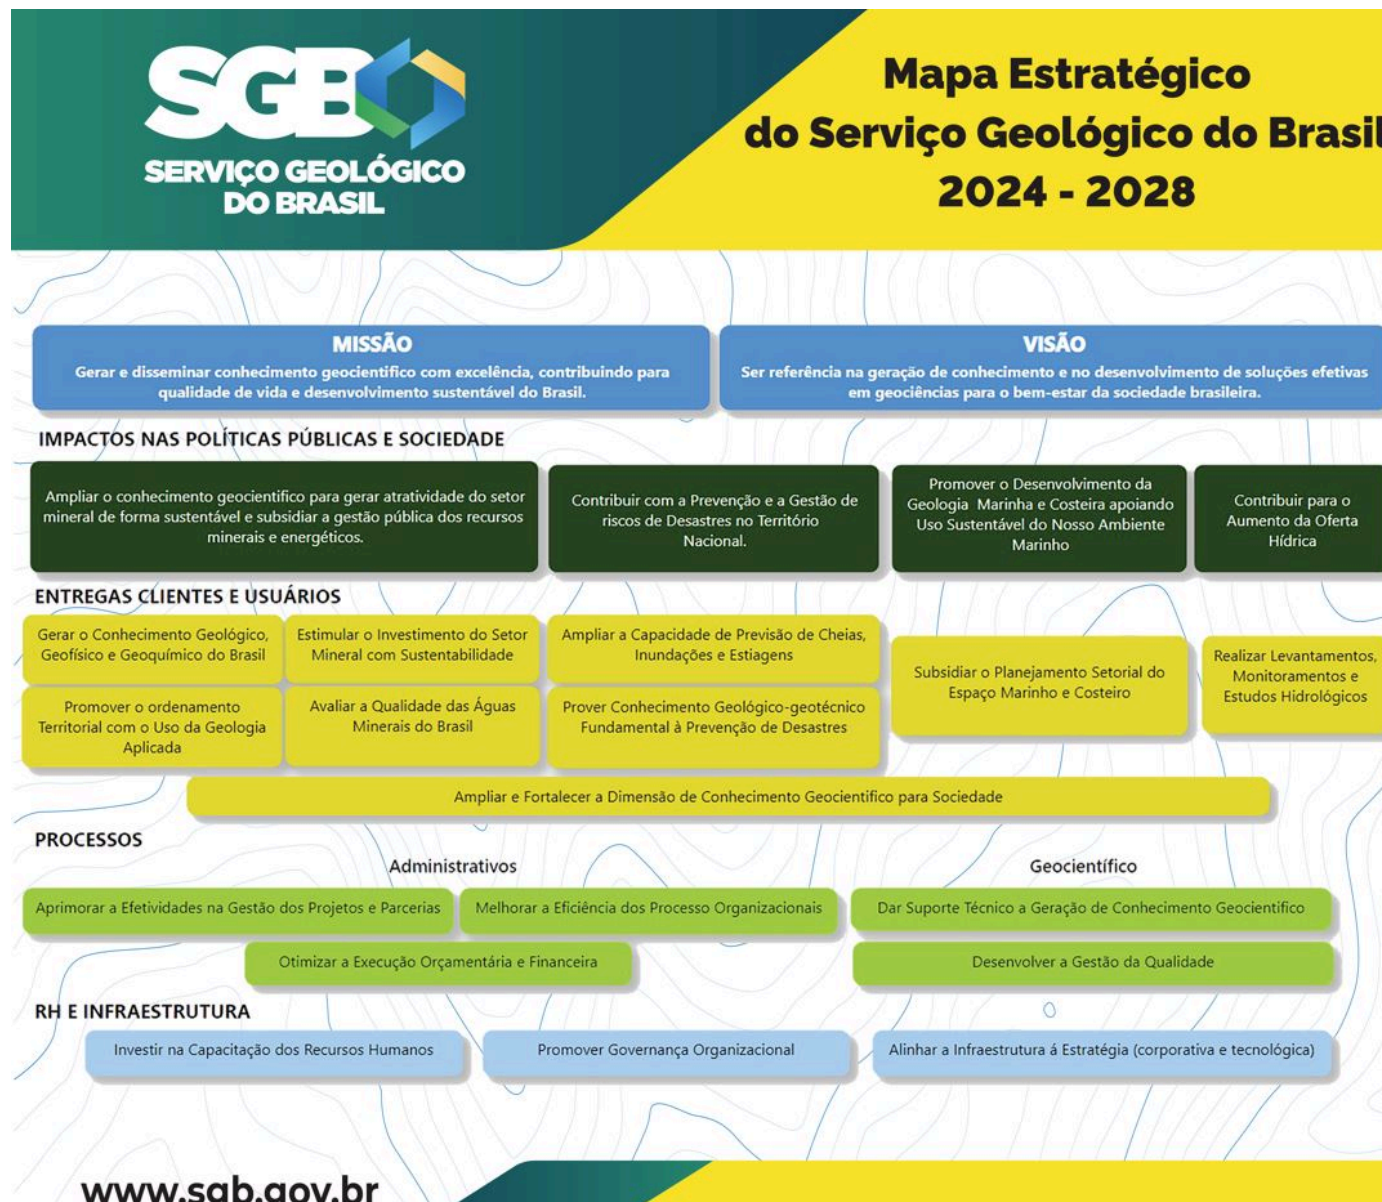 SGB
SERVIÇO GEOLÓGICO
DO BRASIL
Mapa Estratégico
do Serviço Geológico do Brasil
2024 - 2028
MISSÃO
Gerar e disseminar conhecimento geocientifico com excelência, contribuindo para
qualidade de vida e desenvolvimento sustentável do Brasil.
VISÃO
Ser referência na geração de conhecimento e no desenvolvimento de soluções efetivas
em geociências para o bem-estar da sociedade brasileira.
IMPACTOS NAS POLÍTICAS PÚBLICAS E SOCIEDADE
Ampliar o conhecimento geocientifico para gerar atratividade do setor
mineral de forma sustentável e subsidiar a gestão pública dos recursos
minerais e energéticos.
Contribuir com a Prevenção e a Gestão de
riscos de Desastres no Território
Nacional.
Promover o Desenvolvimento da
Geologia Marinha e Costeira apoiando
Uso Sustentável do Nosso Ambiente
Marinho
Contribuir para o
Aumento da Oferta
Hídrica
ENTREGAS CLIENTES E USUÁRIOS
Gerar o Conhecimento Geológico,
Geofísico e Geoquímico do Brasil
Estimular o Investimento do Setor
Mineral com Sustentabilidade
Ampliar a Capacidade de Previsão de Cheias,
Inundações e Estiagens
Subsidiar o Planejamento Setorial do
Espaço Marinho e Costeiro
Realizar Levantamentos,
Monitoramentos e
Estudos Hidrológicos
Promover o ordenamento
Territorial com o Uso da Geologia
Aplicada
Avaliar a Qualidade das Águas
Minerais do Brasil
Prover Conhecimento Geológico-geotécnico
Fundamental à Prevenção de Desastres
Ampliar e Fortalecer a Dimensão de Conhecimento Geocientifico para Sociedade
PROCESSOS
Administrativos
Geocientífico
Aprimorar a Efetividades na Gestão dos Projetos e Parcerias
Melhorar a Eficiência dos Processo Organizacionais
Dar Suporte Técnico a Geração de Conhecimento Geocientifico
Otimizar a Execução Orçamentária e Financeira
Desenvolver a Gestão da Qualidade
RH E INFRAESTRUTURA
Investir na Capacitação dos Recursos Humanos
Promover Governança Organizacional
Alinhar a Infraestrutura á Estratégia (corporativa e tecnológica)
www.sgb.gov.br